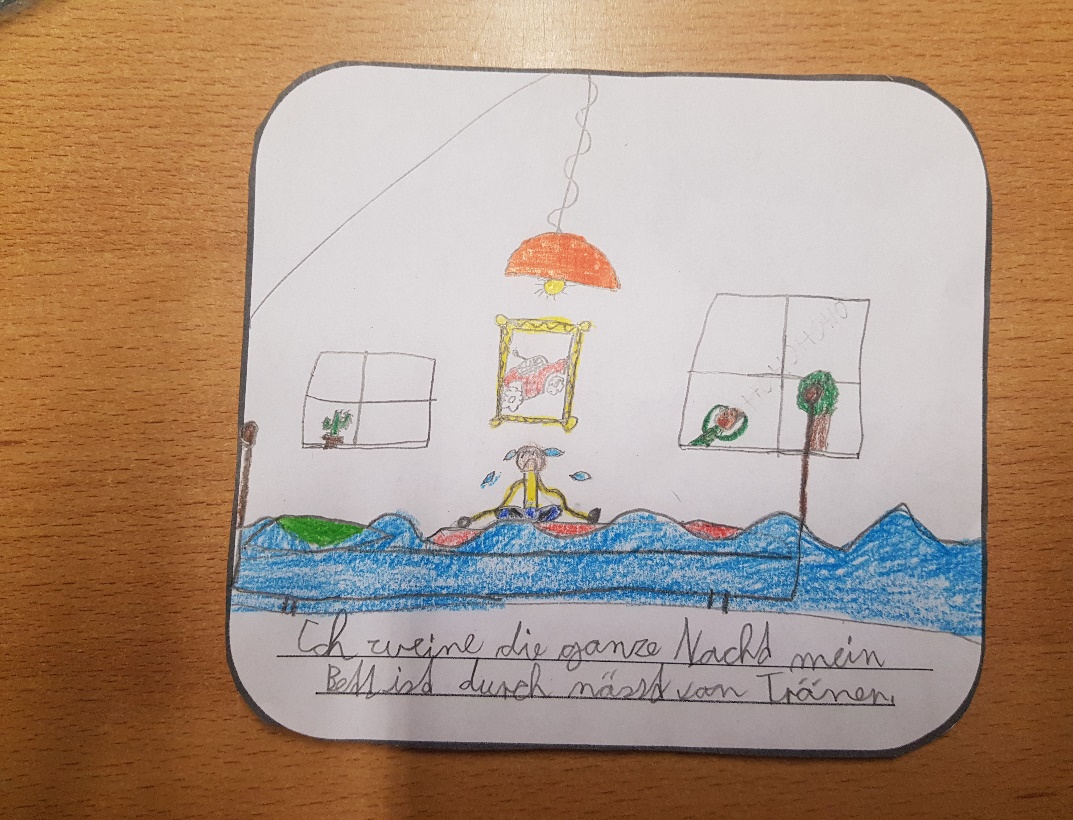 Ich weine die ganze Nacht mein
Bett ist durch nässt von Tränen.